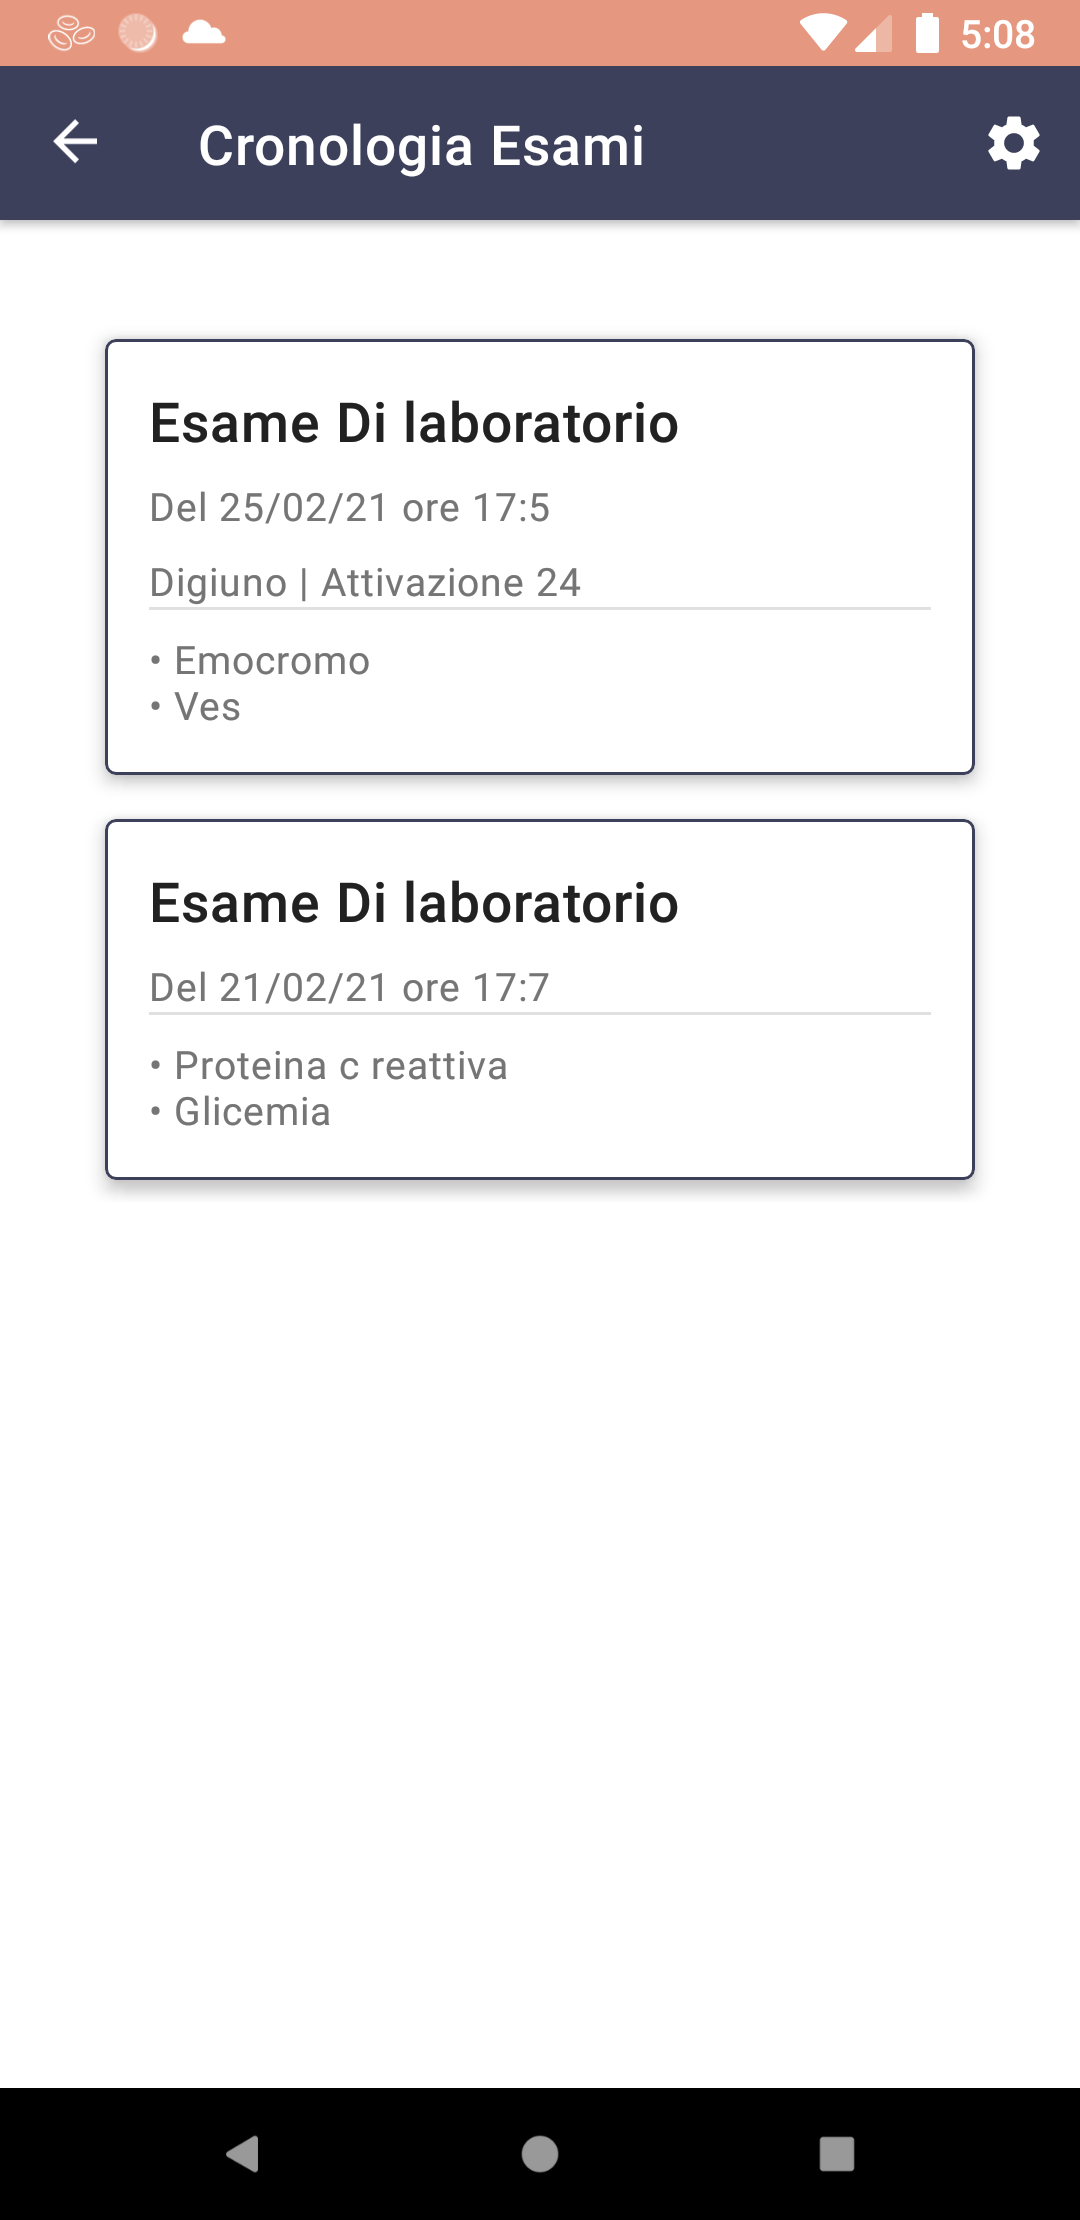 5:08
Cronologia Esami
Esame Di laboratorio
Del 25/02/21 ore 17:5
Digiuno | Attivazione 24
• Emocromo
• Ves
Esame Di laboratorio
Del 21/02/21 ore 17:7
• Proteina c reattiva
• Glicemia